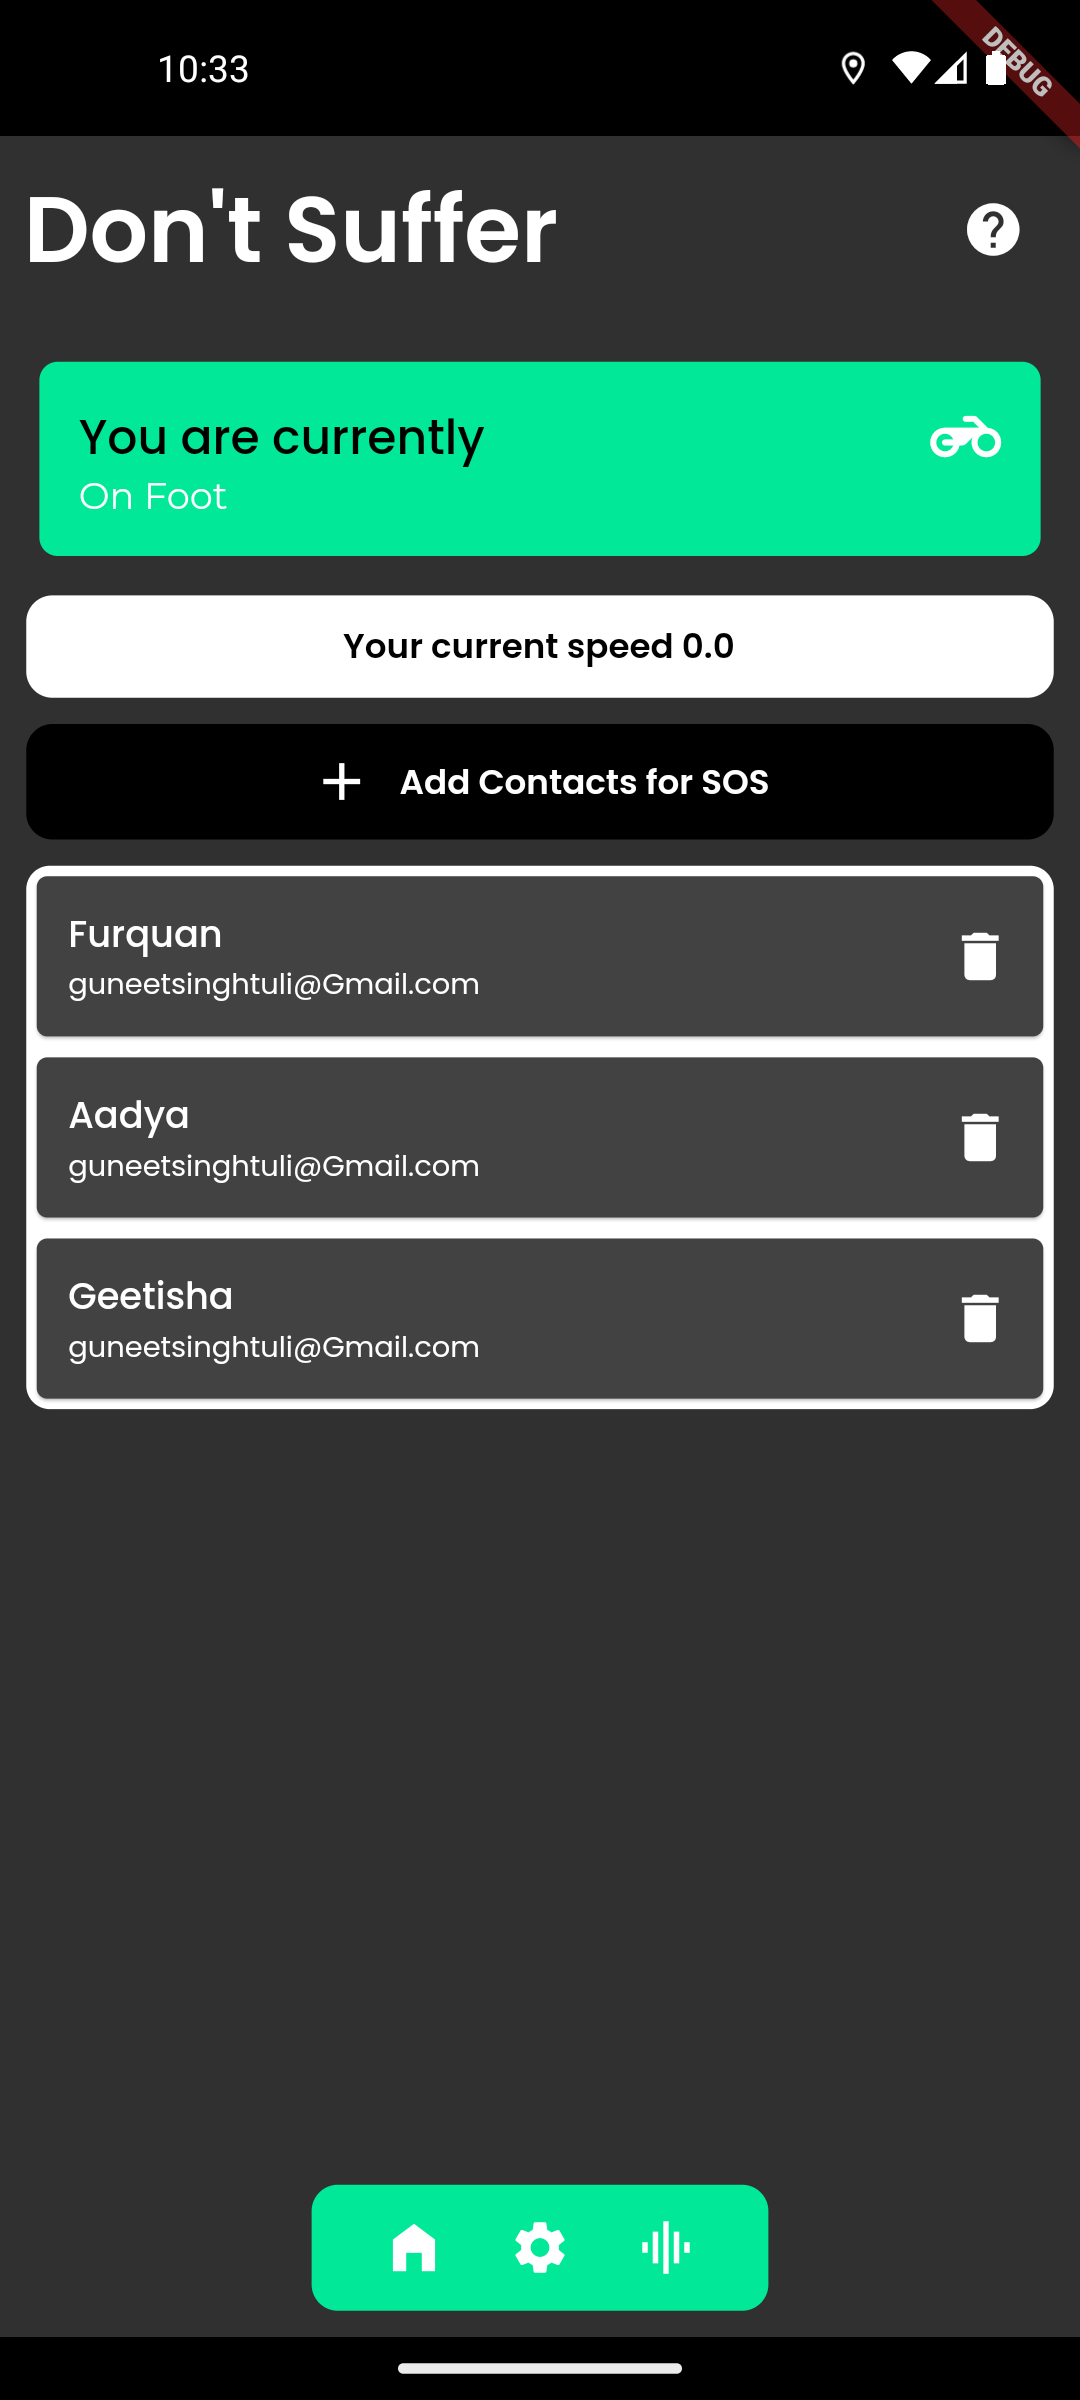 10:33
DEBUG
Don't Suffer
You are currently
On Foot
Your current speed 0.0
Add Contacts for SOS
Furquan
guneetsinghtuli@Gmail.com
Aadya
guneetsinghtuli@Gmail.com
Geetisha
guneetsinghtuli@Gmail.com